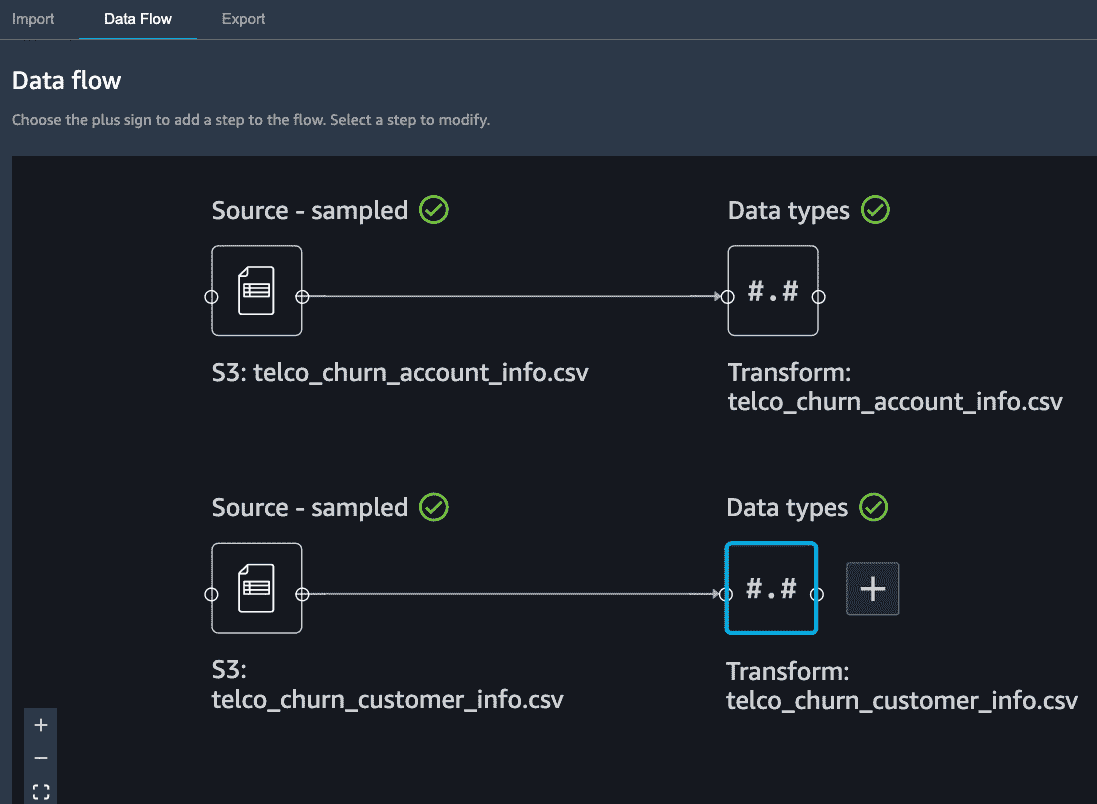 Import Data Flow Export
Data flow
Choose the plus sign to add a step to the flow. Select a step to modify.
Source - sampled
Data types
#.#
S3: telco_churn_account_info.csv
Transform:
telco_churn_account_info.csv
Source - sampled
Data types
#.#
S3:
telco_churn_customer_info.csv
Transform:
telco_churn_customer_info.csv